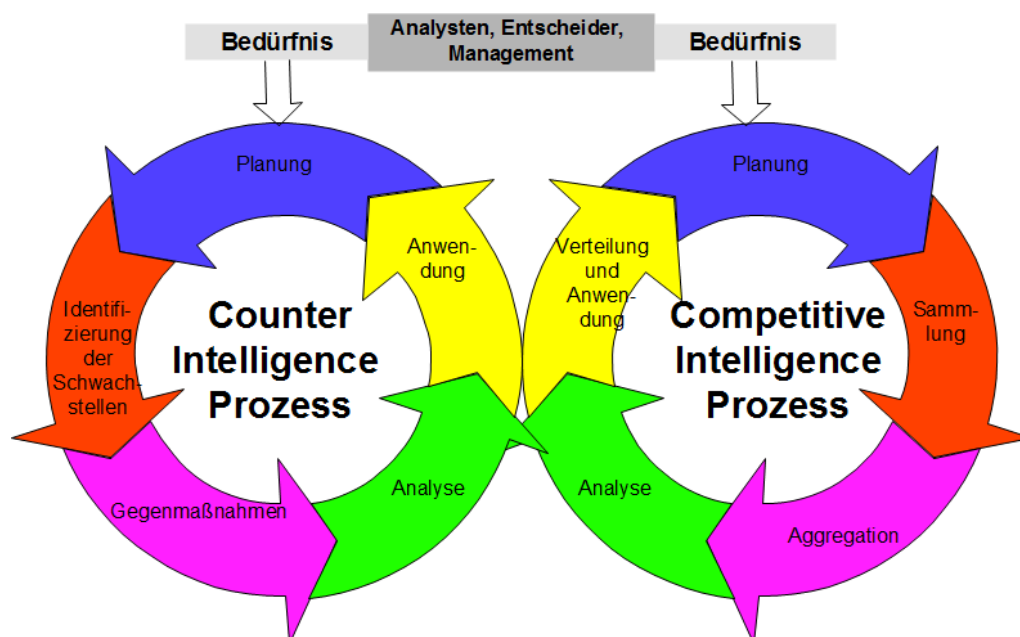 Bedürfnis
Analysten, Entscheider,
Management
Bedürfnis
Planung
Anwen-
dung
Identifi-
zierung
der
Schwach-
stellen
Counter
Intelligence
Prozess
Gegenmaßnahmen
Analyse
Planung
Verteilung
und
Anwen-
dung
Competitive
Intelligence
Prozess
Samm-
lung
Analyse
Aggregation